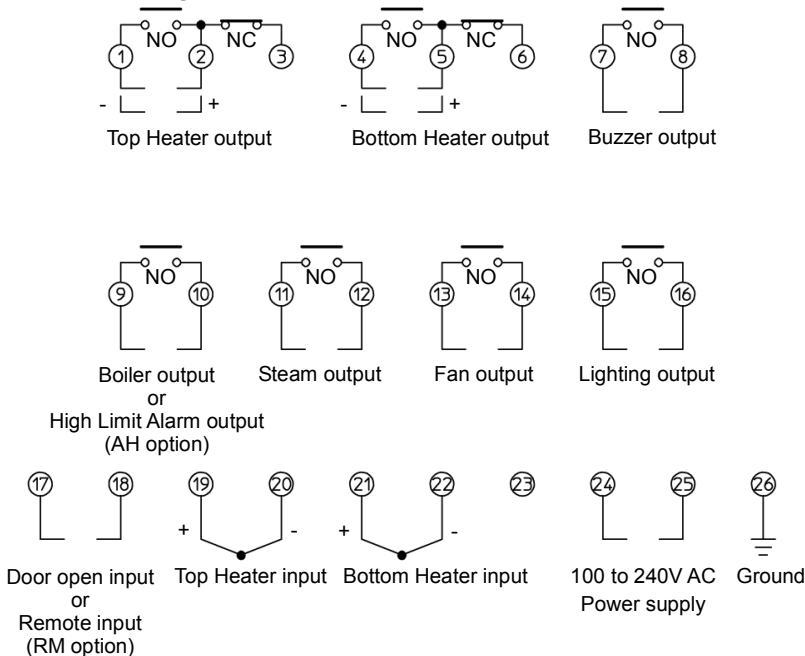 NO NC NO NC NO
1 2 3 4 5 6 7 8
- + - +
Top Heater output Bottom Heater output Buzzer output
NO NO NO NO
9 10 11 12 13 14 15 16
Boiler output Steam output Fan output Lighting output
or
High Limit Alarm output
(AH option)
17 18 19 20 21 22 23 24 25 26
+ - + -
Door open input Top Heater input Bottom Heater input 100 to 240V AC Ground
or Power supply
Remote input
(RM option)